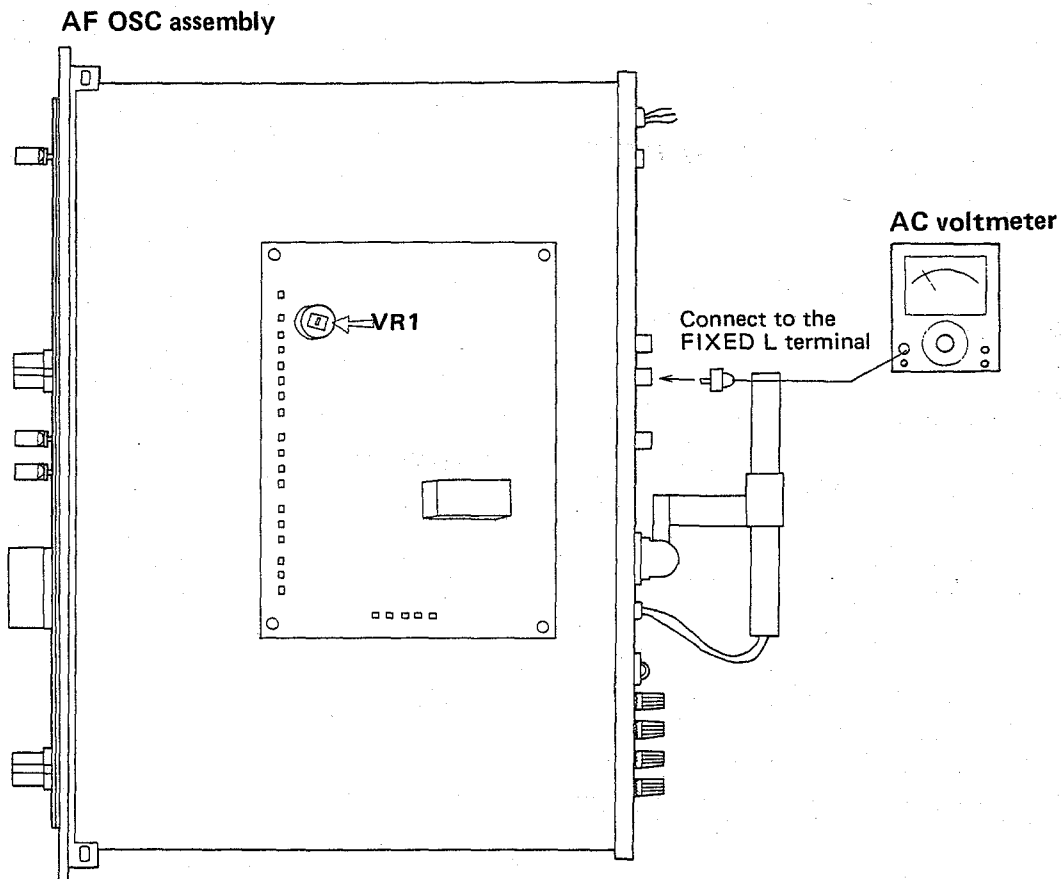 AF OSC assembly
AC voltmeter
VR1
Connect to the
FIXED L terminal